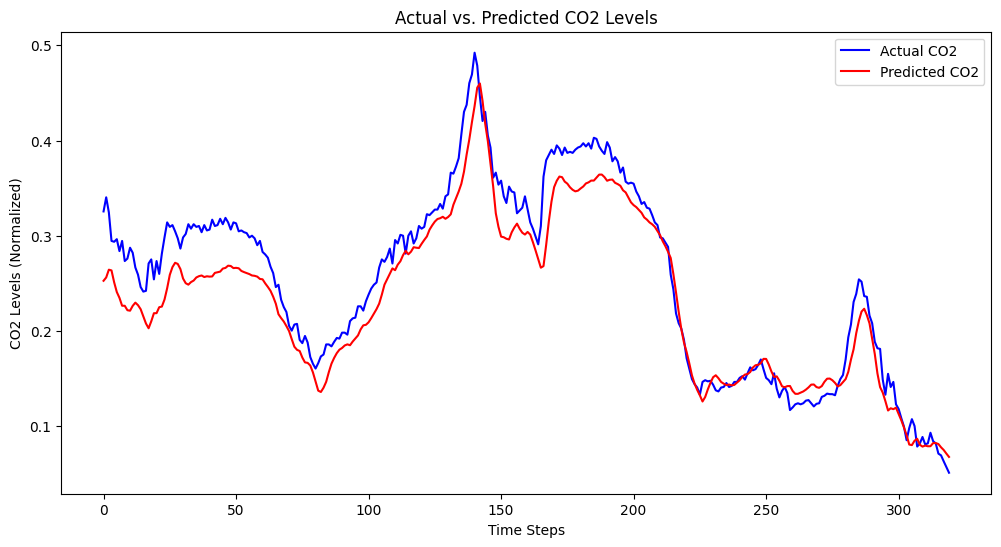 Actual vs. Predicted CO2 Levels
Actual CO2
Predicted CO2
CO2 Levels (Normalized)
0.5
0.4
0.3
0.2
0.1
0
50
100
150
200
250
300
Time Steps